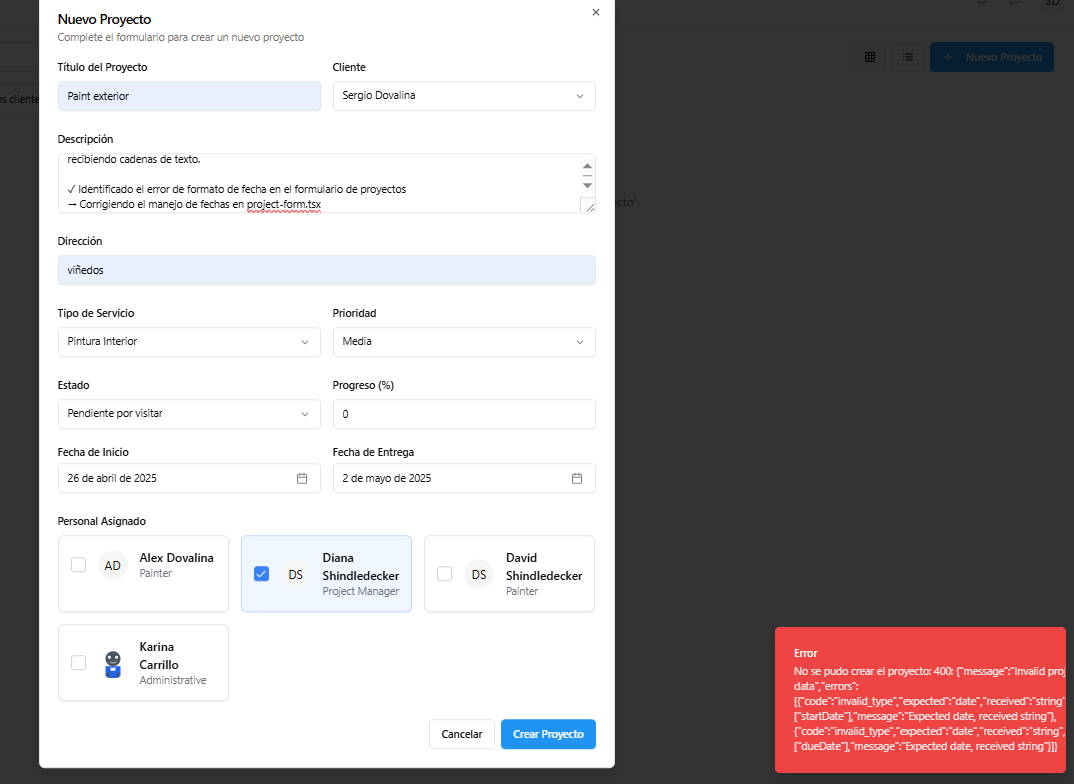 Nuevo Proyecto
Complete el formulario para crear un nuevo proyecto
Título del Proyecto
Cliente
Paint exterior
Sergio Dovalina
Nuevo Proyecto
os cliente
Descripción
recibiendo cadenas de texto.
✓ Identificado el error de formato de fecha en el formulario de proyectos
→ Corrigiendo el manejo de fechas en project-form.tsx
ecto"
Dirección
viñedos
Tipo de Servicio
Prioridad
Pintura Interior
Media
Estado
Progreso (%)
Pendiente por visitar
0
Fecha de Inicio
Fecha de Entrega
26 de abril de 2025
2 de mayo de 2025
Personal Asignado
AD
Alex Dovalina
Painter
DS
Diana
Shindledecker
Project Manager
DS
David
Shindledecker
Painter
Karina
Carrillo
Administrative
Cancelar
Crear Proyecto
Error
No se pudo crear el proyecto: 400: {"message":"Invalid proj
data","errors":
[{"code":"invalid_type","expected":"date","received":"string"
["startDate"],"message":"Expected date, received string"},
{"code":"invalid_type","expected":"date","received":"string",
["dueDate"],"message":"Expected date, received string"}]}